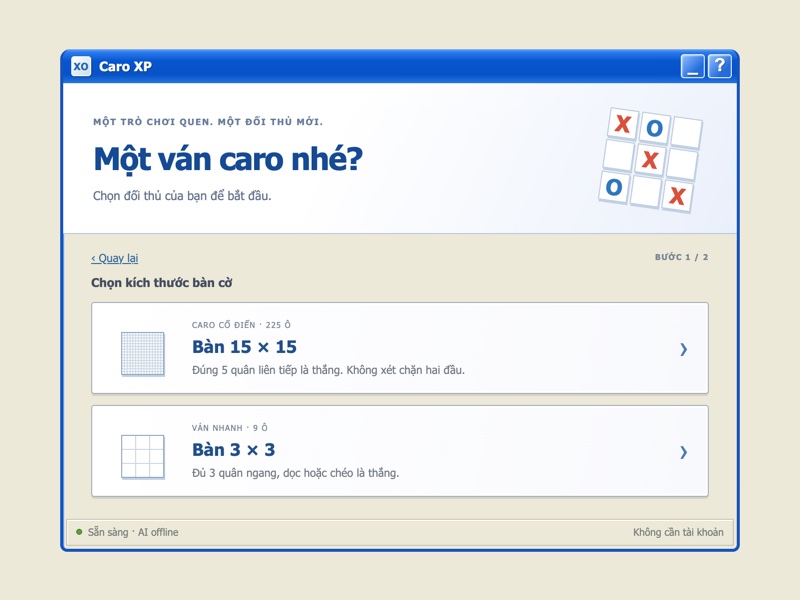 XO Caro XP _ ?
MỘT TRÒ CHƠI QUEN. MỘT ĐỐI THỦ MỚI.
Một ván caro nhé?
Chọn đối thủ của bạn để bắt đầu.
X O
X
O X
‹ Quay lại BƯỚC 1 / 2
Chọn kích thước bàn cờ
CARO CỔ ĐIỂN · 225 Ô
Bàn 15 × 15
Đúng 5 quân liên tiếp là thắng. Không xét chặn hai đầu.
VÁN NHANH · 9 Ô
Bàn 3 × 3
Đủ 3 quân ngang, dọc hoặc chéo là thắng.
Sẵn sàng · AI offline Không cần tài khoản